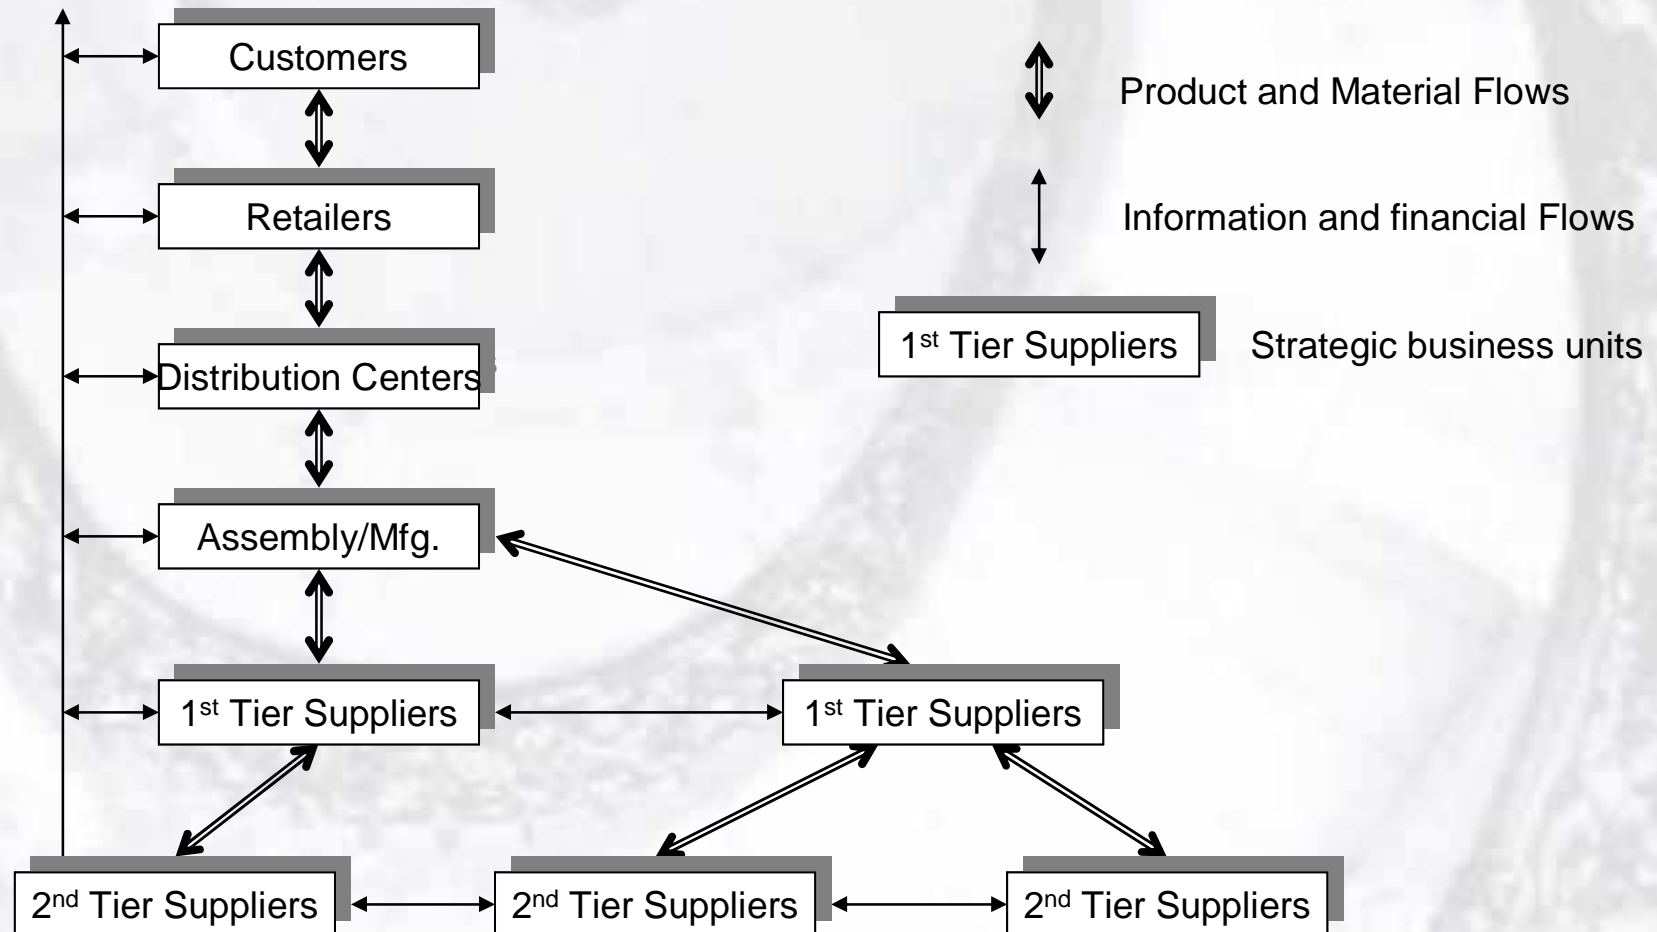 Customers
Product and Material Flows
Retailers
Information and financial Flows
1st Tier Suppliers
Strategic business units
Distribution Centers
Assembly/Mfg.
1st Tier Suppliers
1st Tier Suppliers
2nd Tier Suppliers
2nd Tier Suppliers
2nd Tier Suppliers